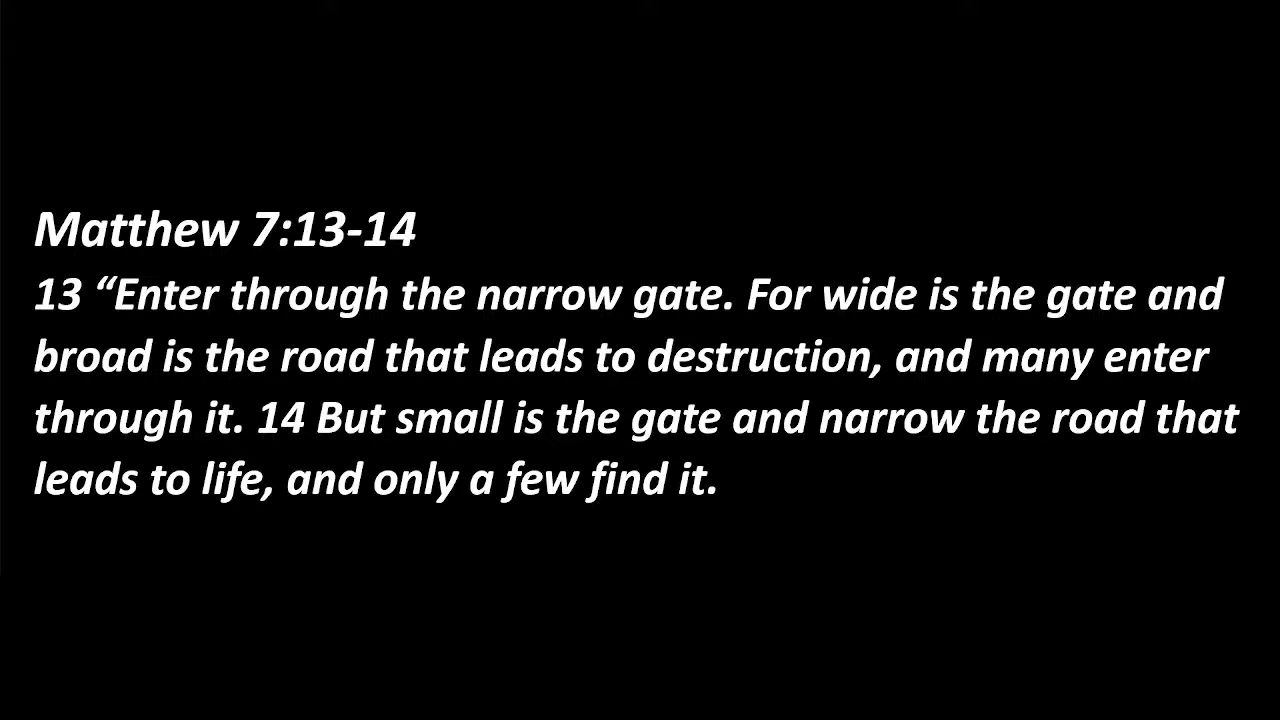 Matthew 7:13-14
13 “Enter through the narrow gate. For wide is the gate and
broad is the road that leads to destruction, and many enter
through it. 14 But small is the gate and narrow the road that
leads to life, and only a few find it.